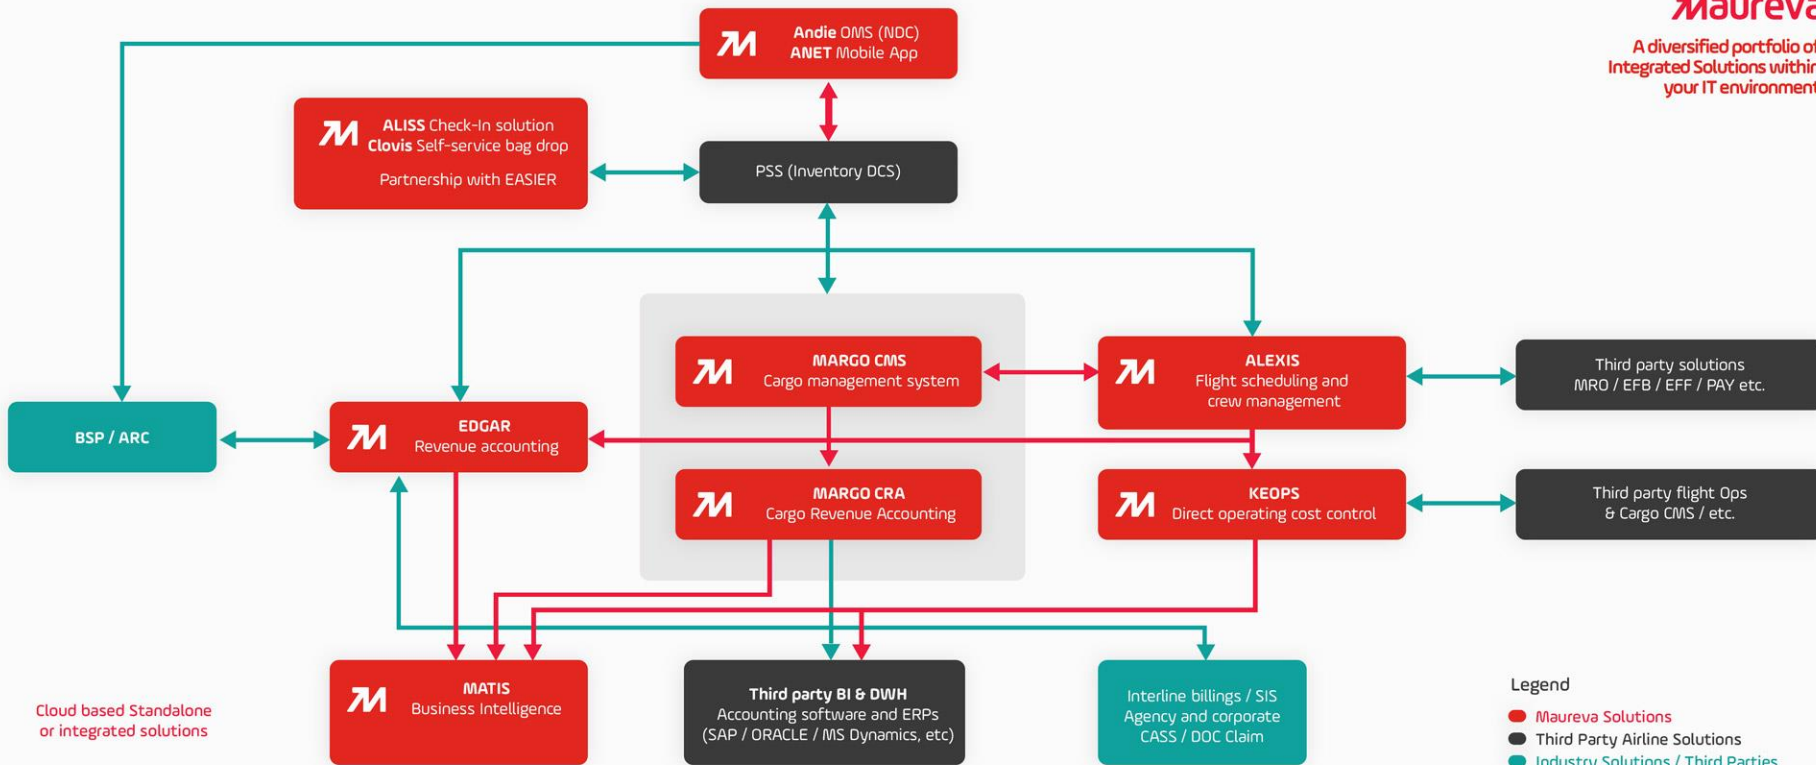 Maureva
A diversified portfolio of
Integrated Solutions within
your IT environment
Andie OMS (NDC)
ANET Mobile App
ALISS Check-In solution
Clovis Self-service bag drop
Partnership with EASIER
PSS (Inventory DCS)
MARGO CMS
Cargo management system
ALEXIS
Flight scheduling and
crew management
Third party solutions
MRO / EFB / EFF / PAY etc.
BSP / ARC
EDGAR
Revenue accounting
MARGO CRA
Cargo Revenue Accounting
KEOPS
Direct operating cost control
Third party flight Ops
& Cargo CMS / etc.
MATIS
Business Intelligence
Third party BI & DWH
Accounting software and ERPs
(SAP / ORACLE / MS Dynamics, etc)
Interline billings / SIS
Agency and corporate
CASS / DOC Claim
Cloud based Standalone
or integrated solutions
Legend
Maureva Solutions
Third Party Airline Solutions
Industry Solutions / Third Parties